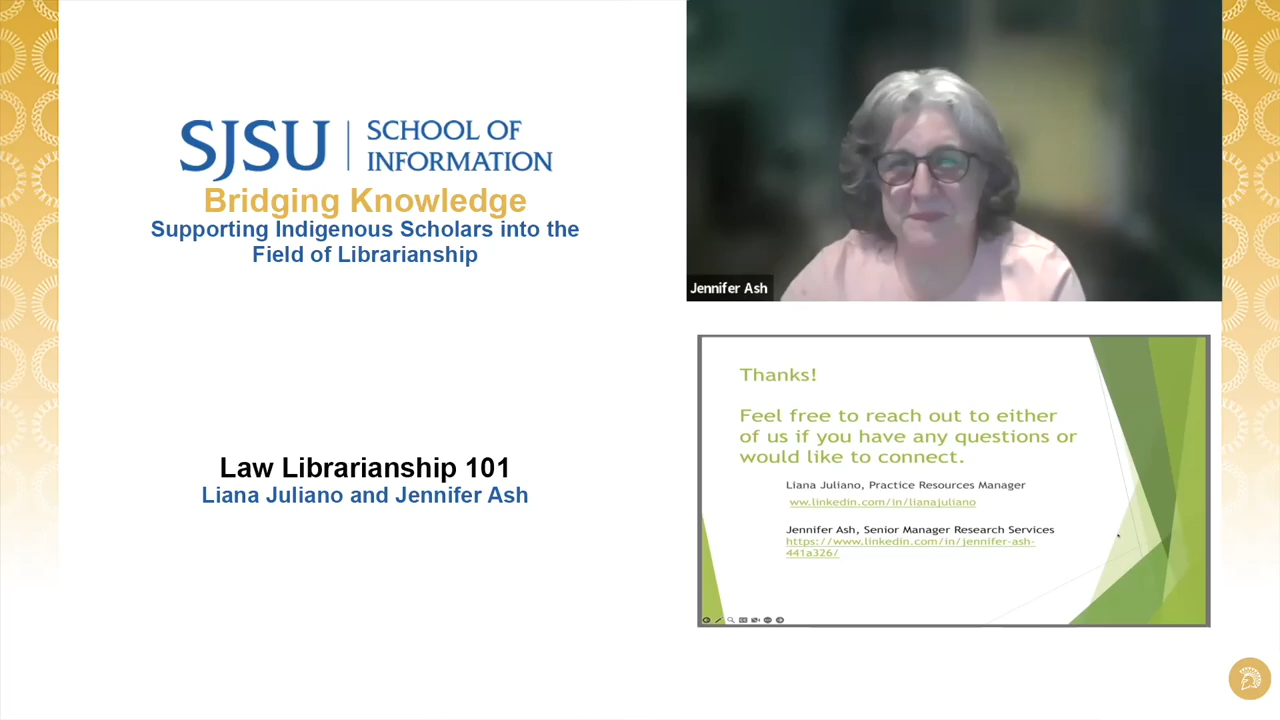 SJSU | SCHOOL OF
INFORMATION
Bridging Knowledge
Supporting Indigenous Scholars into the
Field of Librarianship
Law Librarianship 101
Liana Juliano and Jennifer Ash
Jennifer Ash
Thanks!
Feel free to reach out to either
of us if you have any questions or
would like to connect.
Liana Juliano, Practice Resources Manager
ww.linkedin.com/in/lianajuliano
Jennifer Ash, Senior Manager Research Services
https://www.linkedin.com/in/jennifer-ash-
441a326/